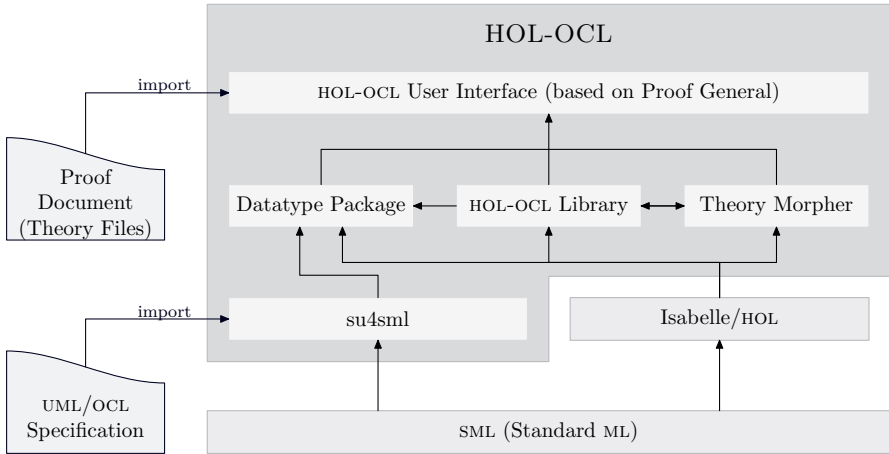 HOL-OCL
import
HOL-OCL User Interface (based on Proof General)
Proof
Document
(Theory Files)
Datatype Package
HOL-OCL Library
Theory Morpher
import
su4sml
Isabelle/HOL
UML/OCL
Specification
SML (Standard ML)